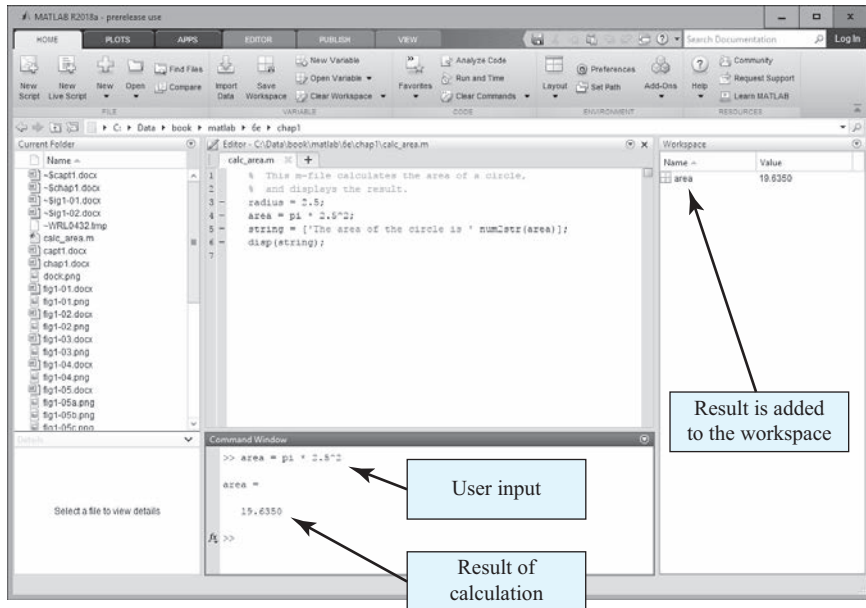 MATLAB R2018a - prerelease use
HOME PLOTS APPS EDITOR PUBLISH VIEW
Search Documentation
Log In
New Script
New Live Script
New
Open
Find Files
Compare
Import Data
Save Workspace
New Variable
Open Variable
Clear Workspace
Favorites
Analyze Code
Run and Time
Clear Commands
Layout
Preferences
Set Path
Add-Ons
Help
Community
Request Support
Learn MATLAB
FILE VARIABLE CODE ENVIRONMENT RESOURCES
C: Data book matlab 6e chap1
Current Folder
Name
~$capt1.docx
~$chap1.docx
~$ig1-01.docx
~$ig1-02.docx
~WRL0432.tmp
calc_area.m
capt1.docx
chap1.docx
dock.png
fig1-01.docx
fig1-01.png
fig1-02.docx
fig1-02.png
fig1-03.docx
fig1-03.png
fig1-04.docx
fig1-04.png
fig1-05.docx
fig1-05a.png
fig1-05b.png
fig1-05c.png
Details
Select a file to view details
Editor - C:\Data\book\matlab\6e\chap1\calc_area.m
calc_area.m
1 % This m-file calculates the area of a circle,
2 % and displays the result.
3 - radius = 2.5;
4 - area = pi * 2.5^2;
5 - string = ['The area of the circle is ' num2str(area)];
6 - disp(string);
7
Command Window
>> area = pi * 2.5^2
area =
19.6350
fx >>
Workspace
Name Value
area 19.6350
Result is added
to the workspace
User input
Result of
calculation